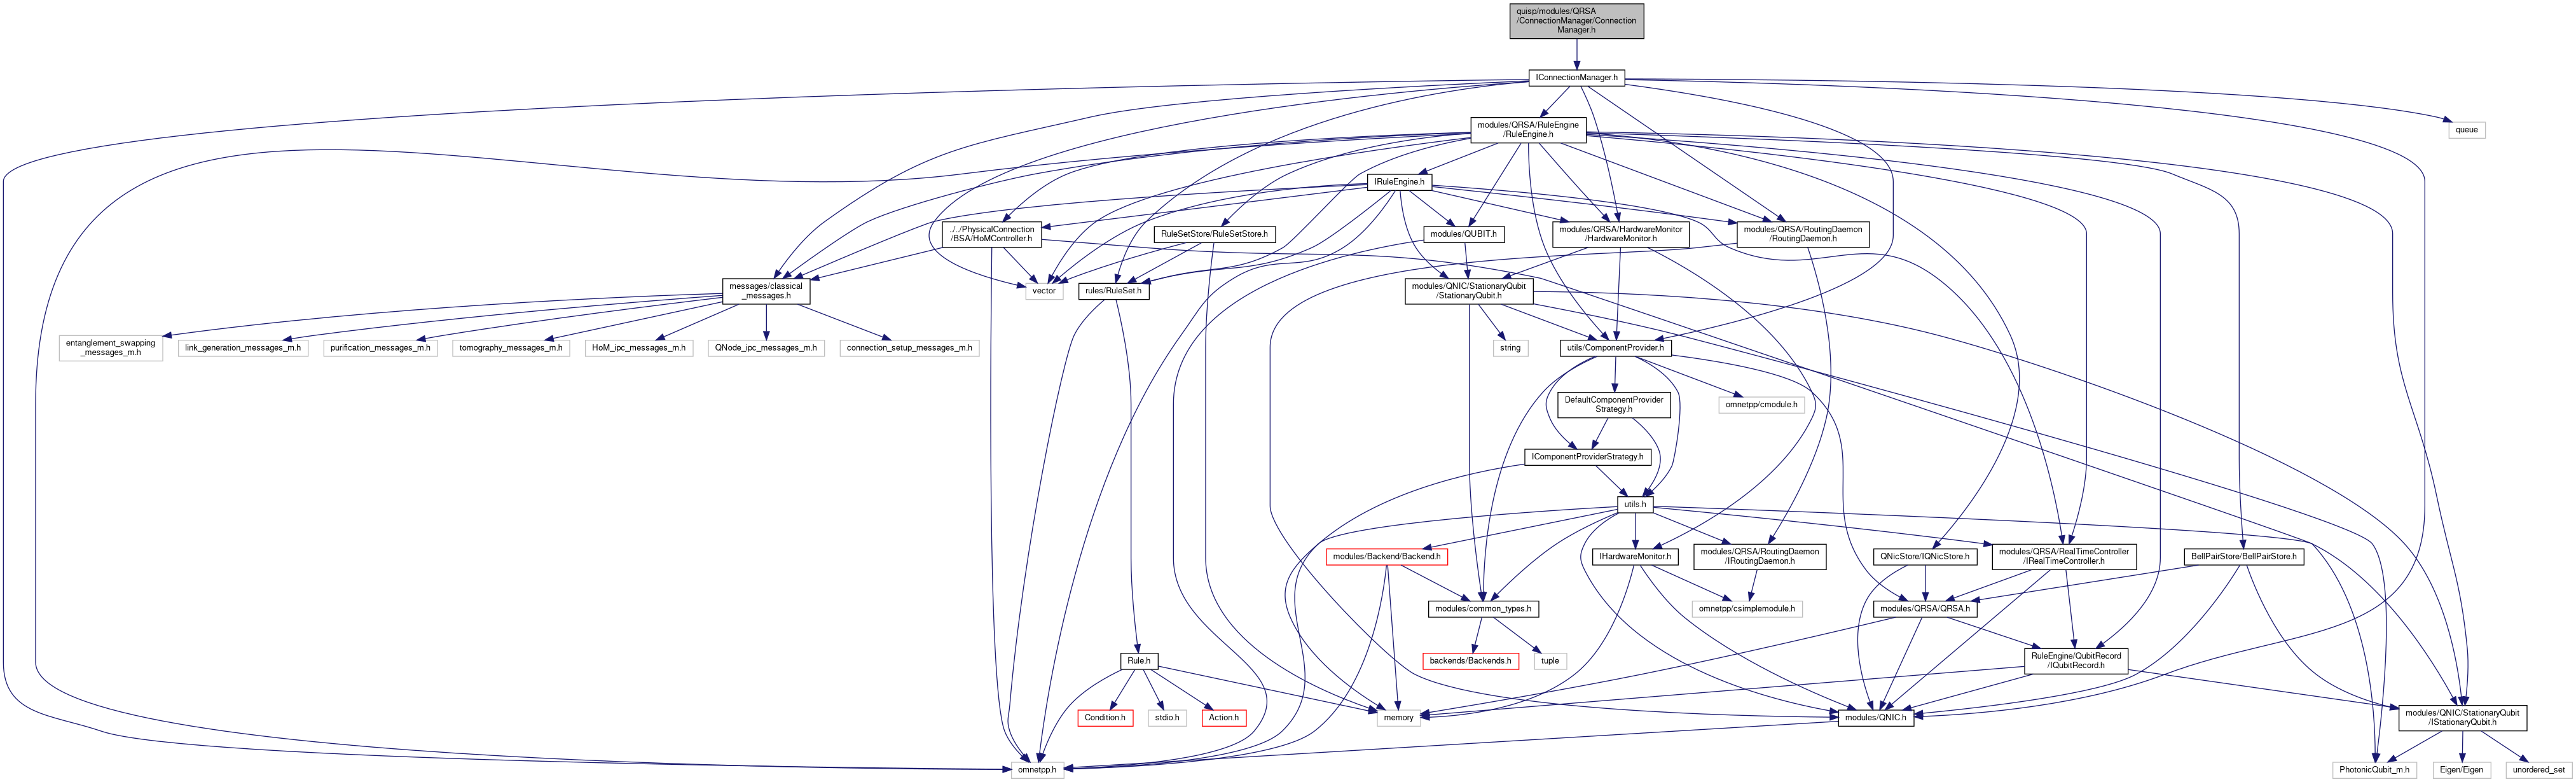 quisp/modules/QRSA
/ConnectionManager/Connection
Manager.h
IConnectionManager.h
modules/QRSA/RuleEngine
/RuleEngine.h
queue
IRuleEngine.h
../../PhysicalConnection
/BSA/HoMController.h
RuleSetStore/RuleSetStore.h
modules/QUBIT.h
modules/QRSA/HardwareMonitor
/HardwareMonitor.h
modules/QRSA/RoutingDaemon
/RoutingDaemon.h
messages/classical
_messages.h
vector
rules/RuleSet.h
modules/QNIC/StationaryQubit
/StationaryQubit.h
entanglement_swapping
_messages_m.h
link_generation_messages_m.h
purification_messages_m.h
tomography_messages_m.h
HoM_ipc_messages_m.h
QNode_ipc_messages_m.h
connection_setup_messages_m.h
string
utils/ComponentProvider.h
DefaultComponentProvider
Strategy.h
omnetpp/cmodule.h
IComponentProviderStrategy.h
utils.h
modules/Backend/Backend.h
IHardwareMonitor.h
modules/QRSA/RoutingDaemon
/IRoutingDaemon.h
QNicStore/IQNicStore.h
modules/QRSA/RealTimeController
/IRealTimeController.h
BellPairStore/BellPairStore.h
modules/common_types.h
omnetpp/csimplemodule.h
modules/QRSA/QRSA.h
Rule.h
backends/Backends.h
tuple
RuleEngine/QubitRecord
/IQubitRecord.h
Condition.h
stdio.h
Action.h
memory
modules/QNIC.h
modules/QNIC/StationaryQubit
/IStationaryQubit.h
omnetpp.h
PhotonicQubit_m.h
Eigen/Eigen
unordered_set